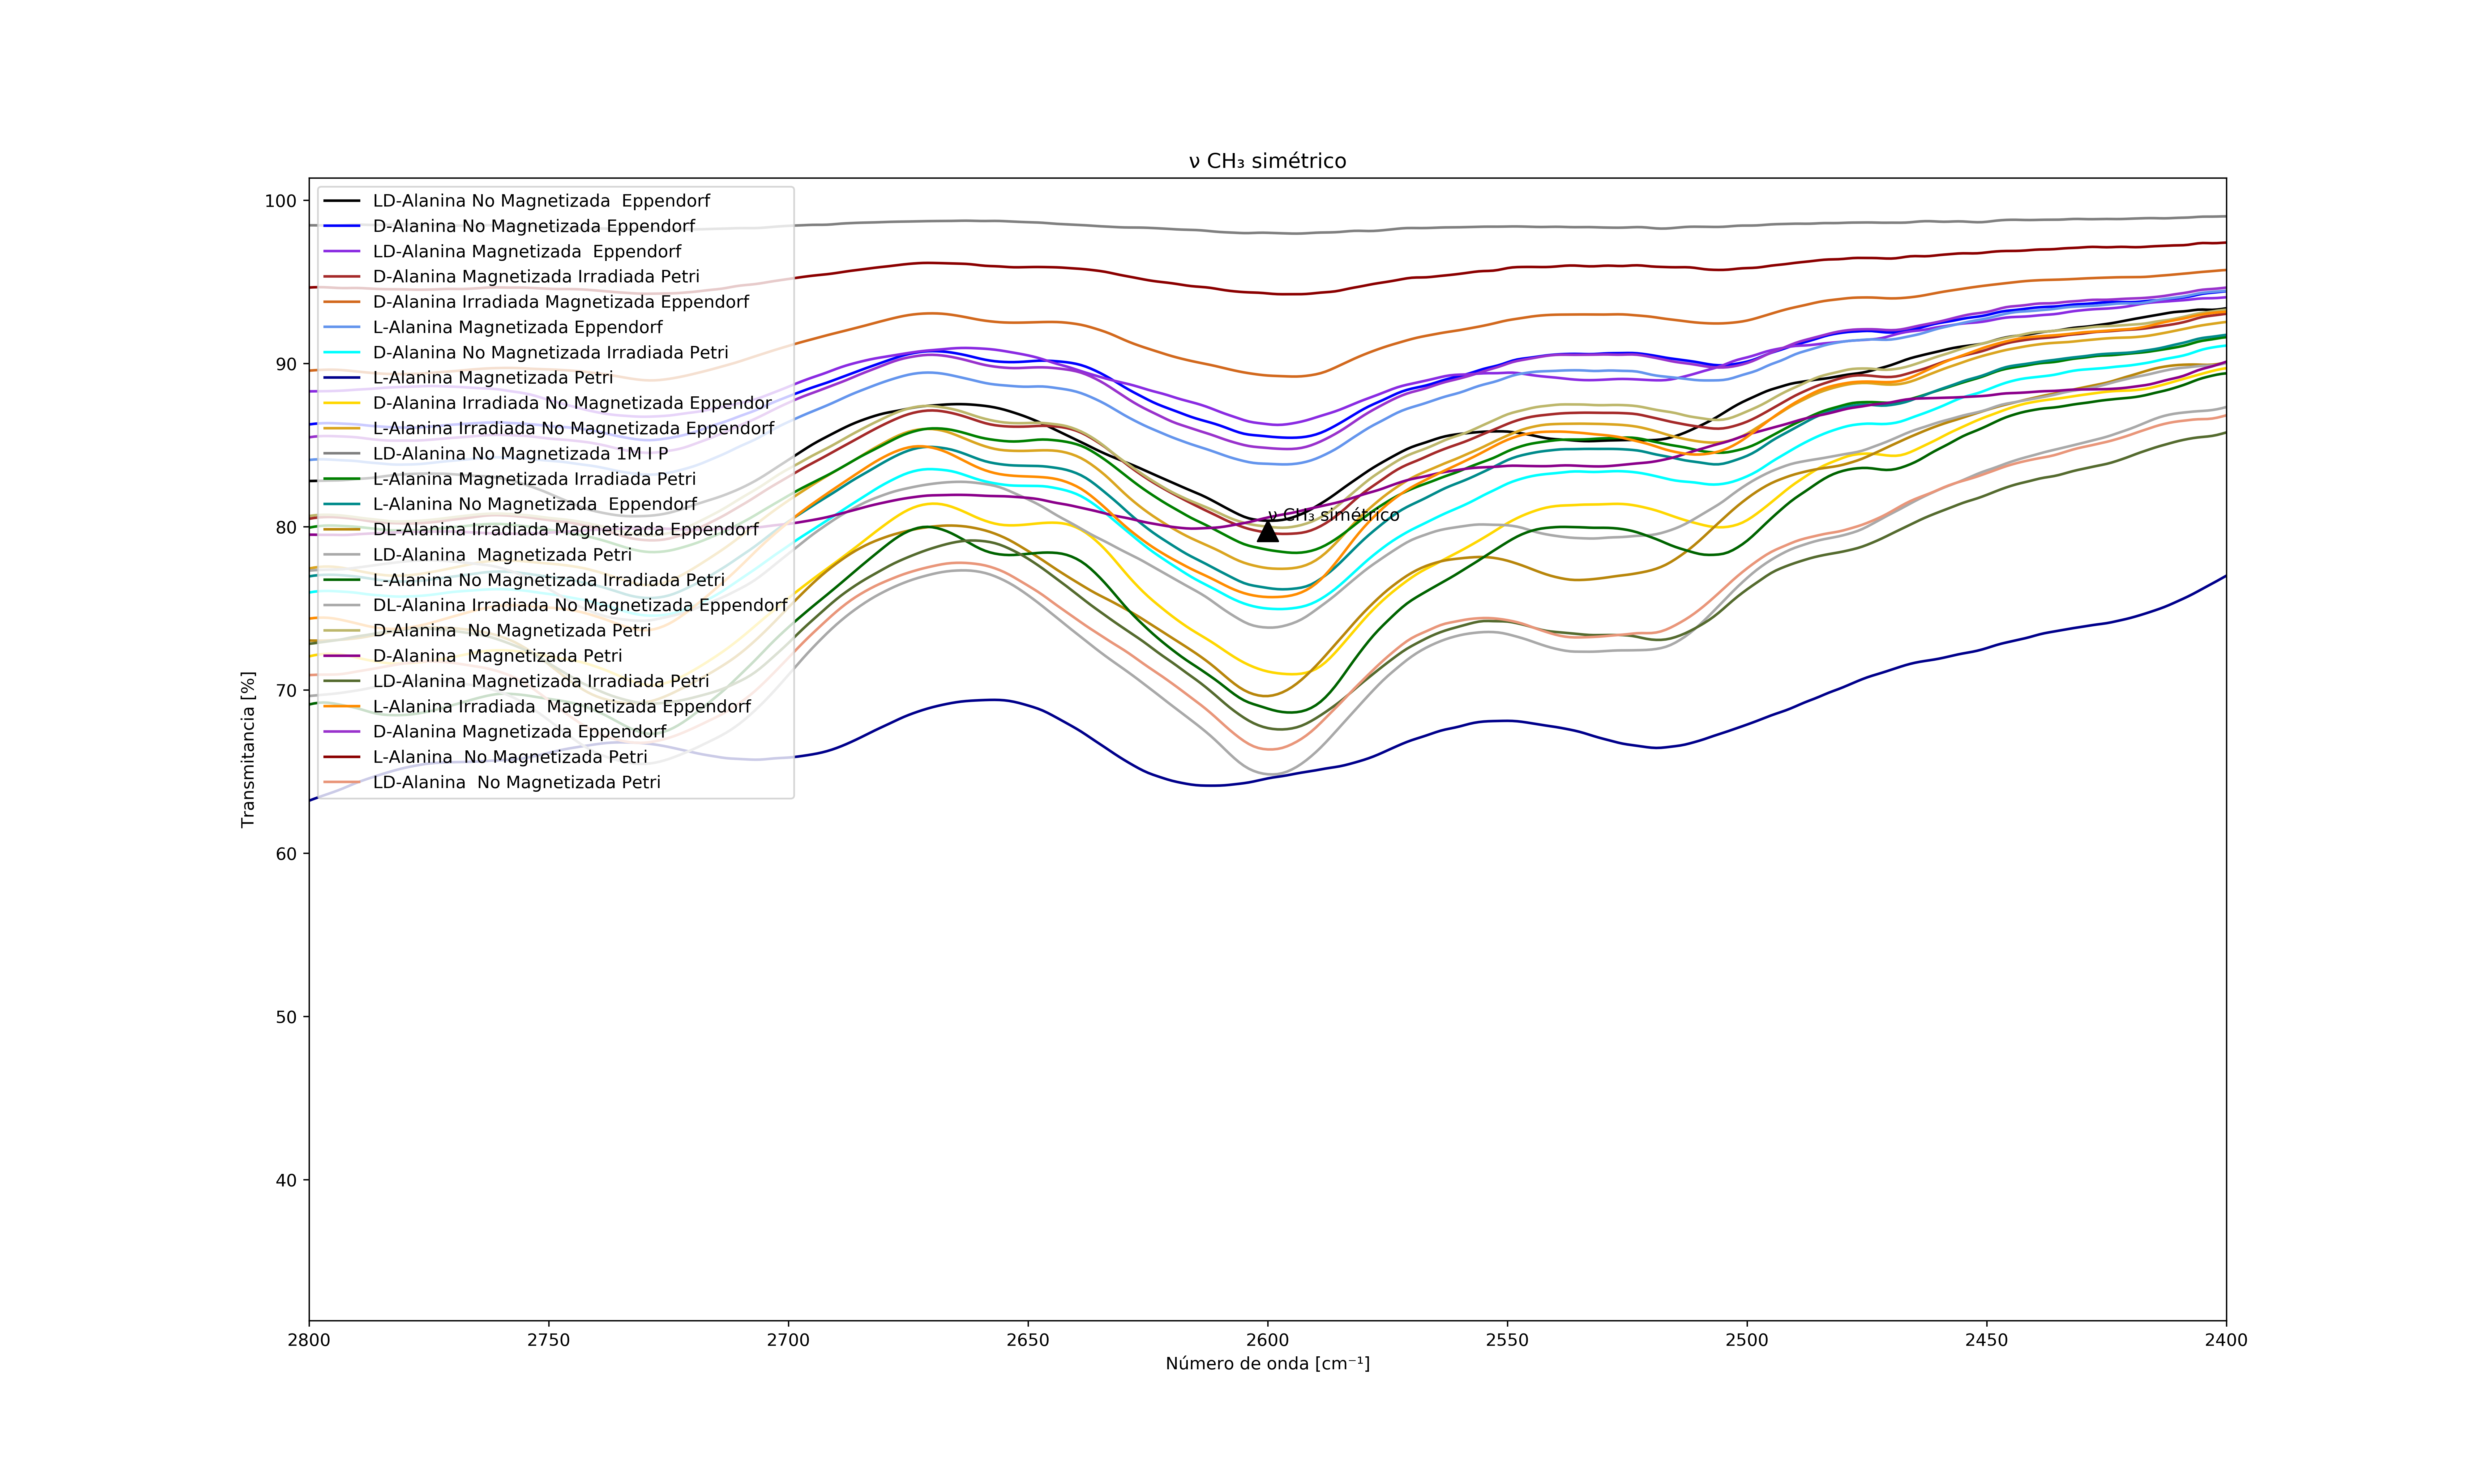 ν CH₃ simétrico
100
90
80
70
60
50
40
Transmitancia [%]
LD-Alanina No Magnetizada  Eppendorf
D-Alanina No Magnetizada Eppendorf
LD-Alanina Magnetizada  Eppendorf
D-Alanina Magnetizada Irradiada Petri
D-Alanina Irradiada Magnetizada Eppendorf
L-Alanina Magnetizada Eppendorf
D-Alanina No Magnetizada Irradiada Petri
L-Alanina Magnetizada Petri
D-Alanina Irradiada No Magnetizada Eppendor
L-Alanina Irradiada No Magnetizada Eppendorf
LD-Alanina No Magnetizada 1M I P
L-Alanina Magnetizada Irradiada Petri
L-Alanina No Magnetizada  Eppendorf
DL-Alanina Irradiada Magnetizada Eppendorf
LD-Alanina  Magnetizada Petri
L-Alanina No Magnetizada Irradiada Petri
DL-Alanina Irradiada No Magnetizada Eppendorf
D-Alanina  No Magnetizada Petri
D-Alanina  Magnetizada Petri
LD-Alanina Magnetizada Irradiada Petri
L-Alanina Irradiada  Magnetizada Eppendorf
D-Alanina Magnetizada Eppendorf
L-Alanina  No Magnetizada Petri
LD-Alanina  No Magnetizada Petri
ν CH₃ simétrico
2800 2750 2700 2650 2600 2550 2500 2450 2400
Número de onda [cm⁻¹]